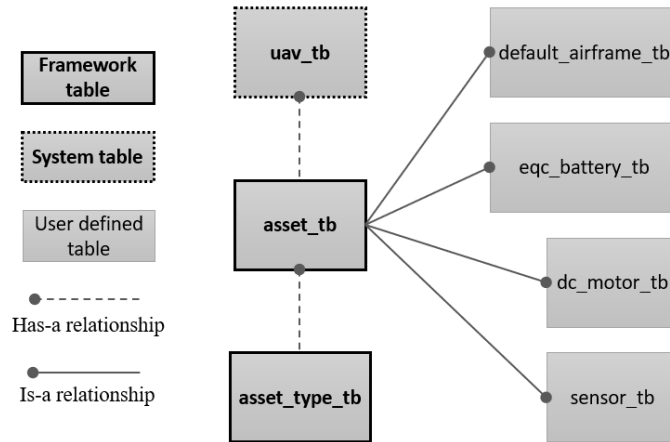 Framework
table
System table
User defined
table
Has-a relationship
Is-a relationship
uav_tb
asset_tb
asset_type_tb
default_airframe_tb
eqc_battery_tb
dc_motor_tb
sensor_tb